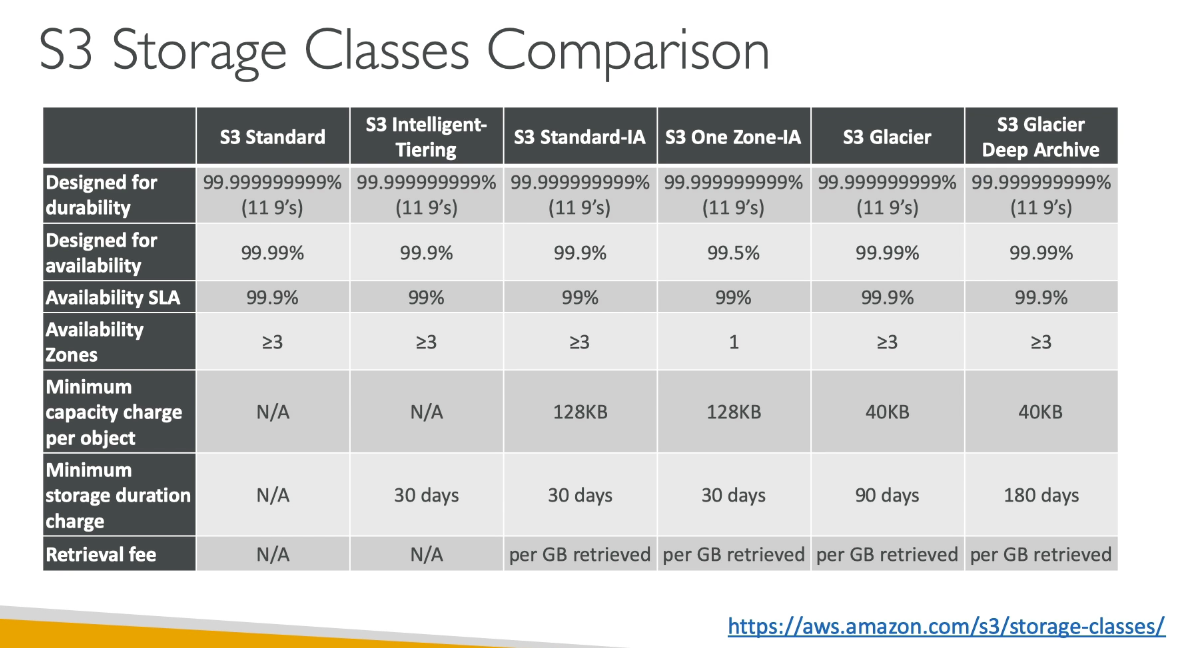 S3 Storage Classes Comparison
S3 Standard
S3 Intelligent-
Tiering
S3 Standard-IA
S3 One Zone-IA
S3 Glacier
S3 Glacier
Deep Archive
Designed for
durability
99.999999999%
(11 9’s)
99.999999999%
(11 9’s)
99.999999999%
(11 9’s)
99.999999999%
(11 9’s)
99.999999999%
(11 9’s)
99.999999999%
(11 9’s)
Designed for
availability
99.99%
99.9%
99.9%
99.5%
99.99%
99.99%
Availability SLA
99.9%
99%
99%
99%
99.9%
99.9%
Availability
Zones
≥3
≥3
≥3
1
≥3
≥3
Minimum
capacity charge
per object
N/A
N/A
128KB
128KB
40KB
40KB
Minimum
storage duration
charge
N/A
30 days
30 days
30 days
90 days
180 days
Retrieval fee
N/A
N/A
per GB retrieved
per GB retrieved
per GB retrieved
per GB retrieved
https://aws.amazon.com/s3/storage-classes/